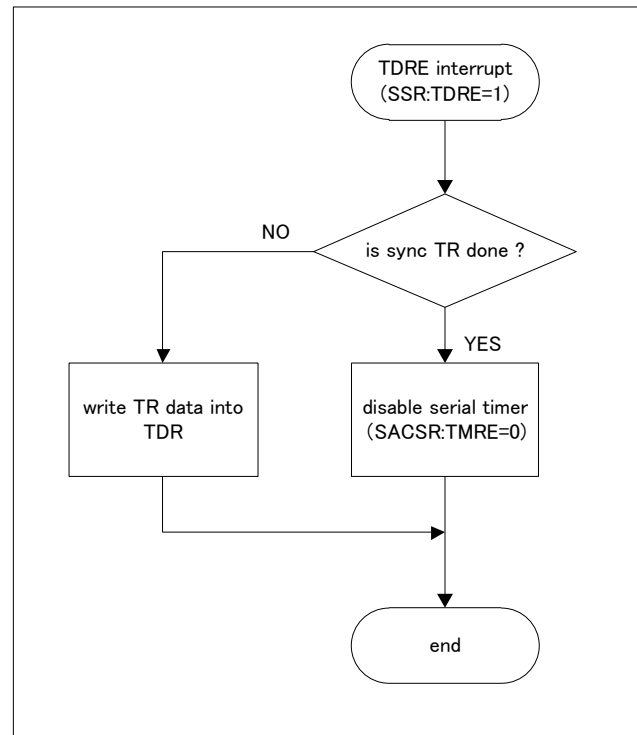 TDRE interrupt
(SSR:TDRE=1)
is sync TR done ?
NO
YES
write TR data into
TDR
disable serial timer
(SACSR:TMRE=0)
end